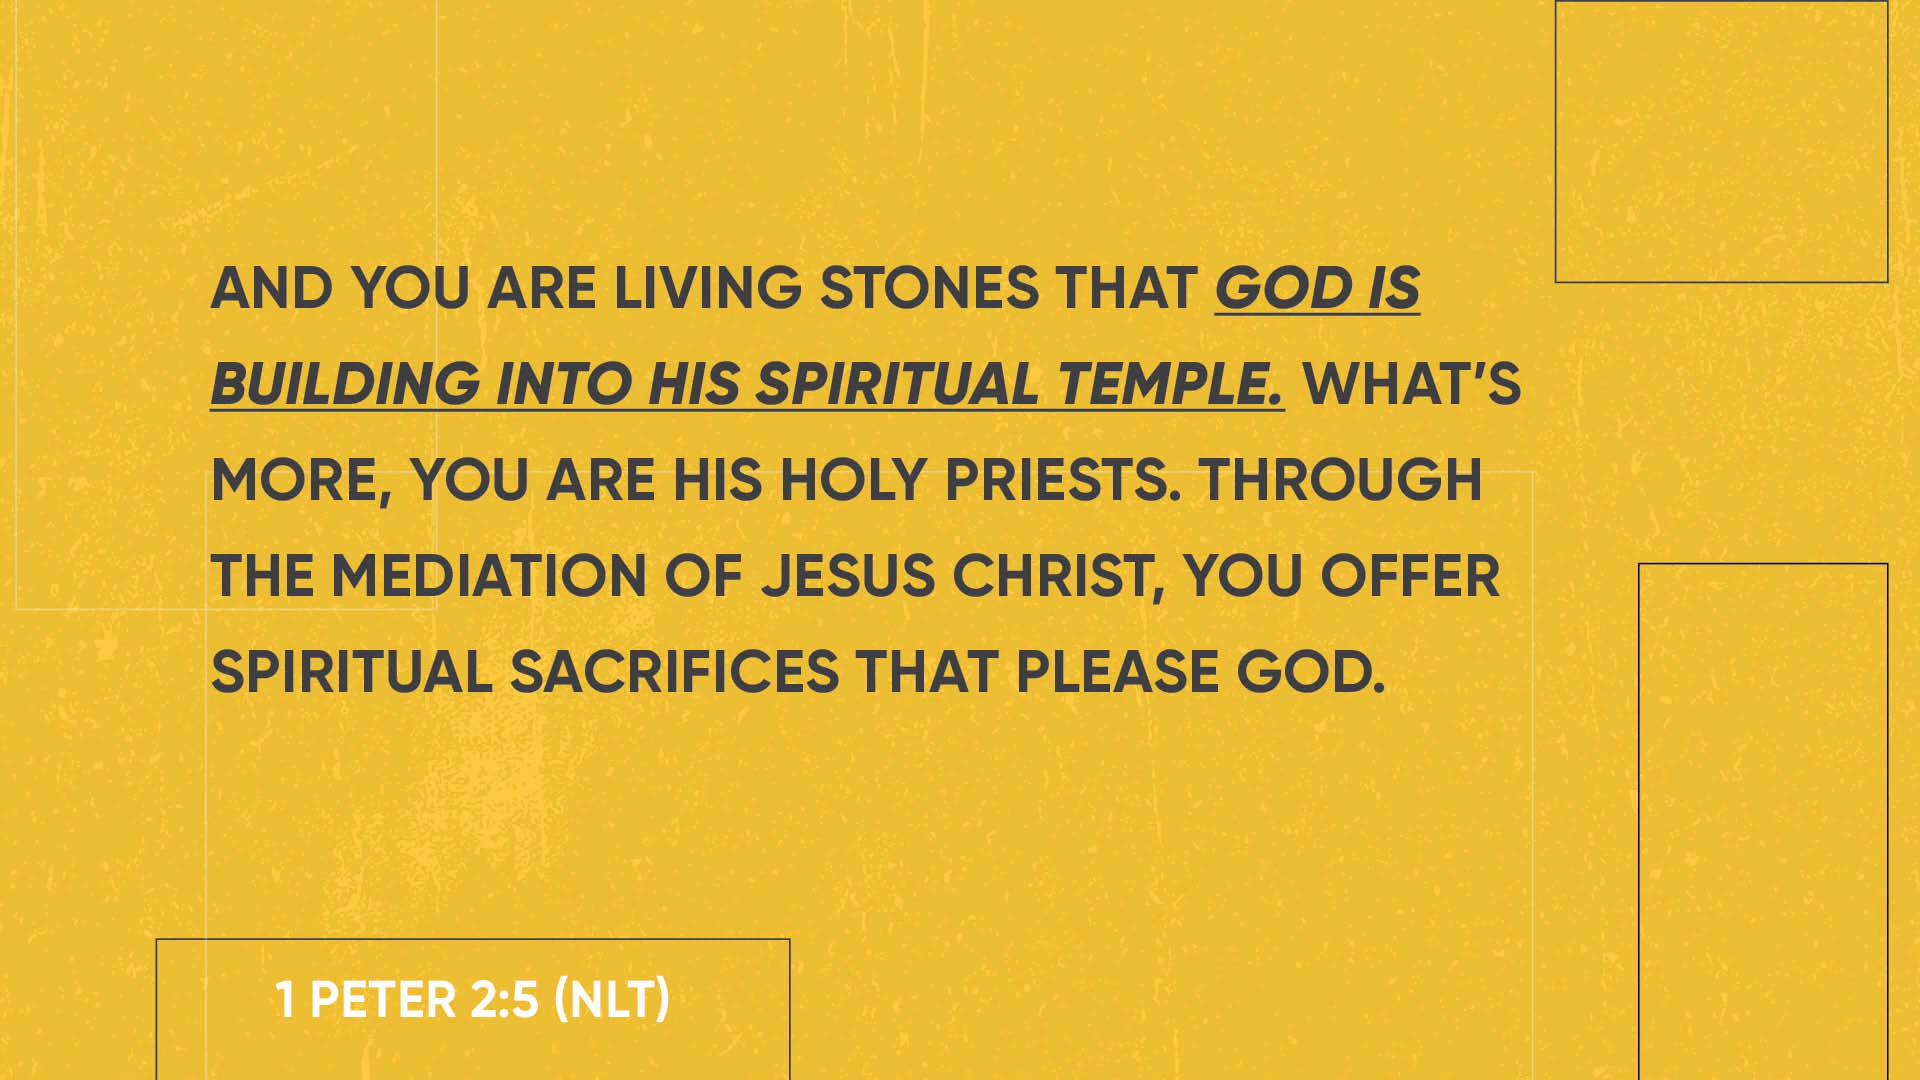 AND YOU ARE LIVING STONES THAT GOD IS
BUILDING INTO HIS SPIRITUAL TEMPLE. WHAT’S
MORE, YOU ARE HIS HOLY PRIESTS. THROUGH
THE MEDIATION OF JESUS CHRIST, YOU OFFER
SPIRITUAL SACRIFICES THAT PLEASE GOD.
1 PETER 2:5 (NLT)